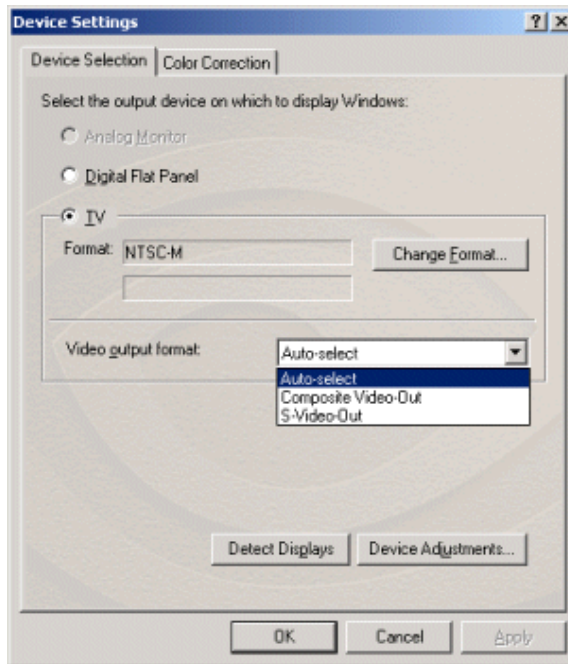 Device Settings
Device Selection
Color Correction
Select the output device on which to display Windows:
Analog Monitor
Digital Flat Panel
TV
Format:
NTSC-M
Change Format...
Video output format:
Auto-select
Auto-select
Composite Video-Out
S-Video-Out
Detect Displays
Device Adjustments...
OK
Cancel
Apply